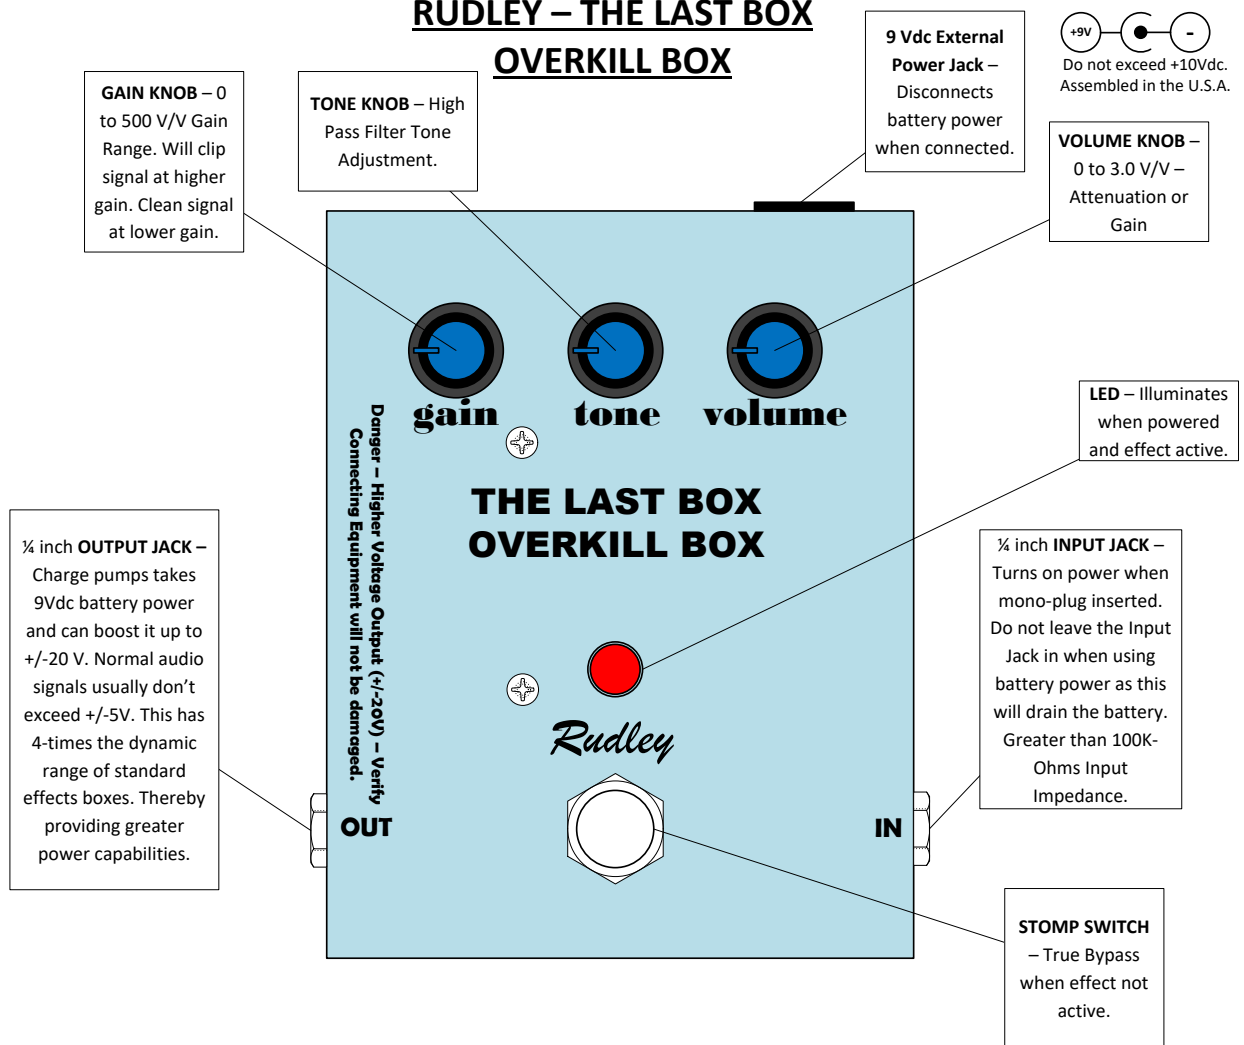 RUDLEY – THE LAST BOX
OVERKILL BOX
GAIN KNOB – 0
to 500 V/V Gain
Range. Will clip
signal at higher
gain. Clean signal
at lower gain.
TONE KNOB – High
Pass Filter Tone
Adjustment.
9 Vdc External
Power Jack –
Disconnects
battery power
when connected.
+9V
-
Do not exceed +10Vdc.
Assembled in the U.S.A.
VOLUME KNOB –
0 to 3.0 V/V –
Attenuation or
Gain
gain
tone
volume
LED – Illuminates
when powered
and effect active.
Danger – Higher Voltage Output (+/-20V) – Verify
Connecting Equipment will not be damaged.
THE LAST BOX
OVERKILL BOX
¼ inch OUTPUT JACK –
Charge pumps takes
9Vdc battery power
and can boost it up to
+/-20 V. Normal audio
signals usually don’t
exceed +/-5V. This has
4-times the dynamic
range of standard
effects boxes. Thereby
providing greater
power capabilities.
¼ inch INPUT JACK –
Turns on power when
mono-plug inserted.
Do not leave the Input
Jack in when using
battery power as this
will drain the battery.
Greater than 100K-
Ohms Input
Impedance.
Rudley
OUT
IN
STOMP SWITCH
– True Bypass
when effect not
active.